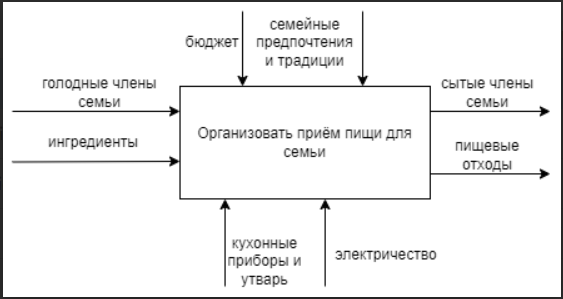 бюджет
семейные
предпочтения
и традиции
голодные члены
семьи
сытые члены
семьи
ингредиенты
Организовать приём пищи для
семьи
пищевые
отходы
кухонные
приборы и
утварь
электричество